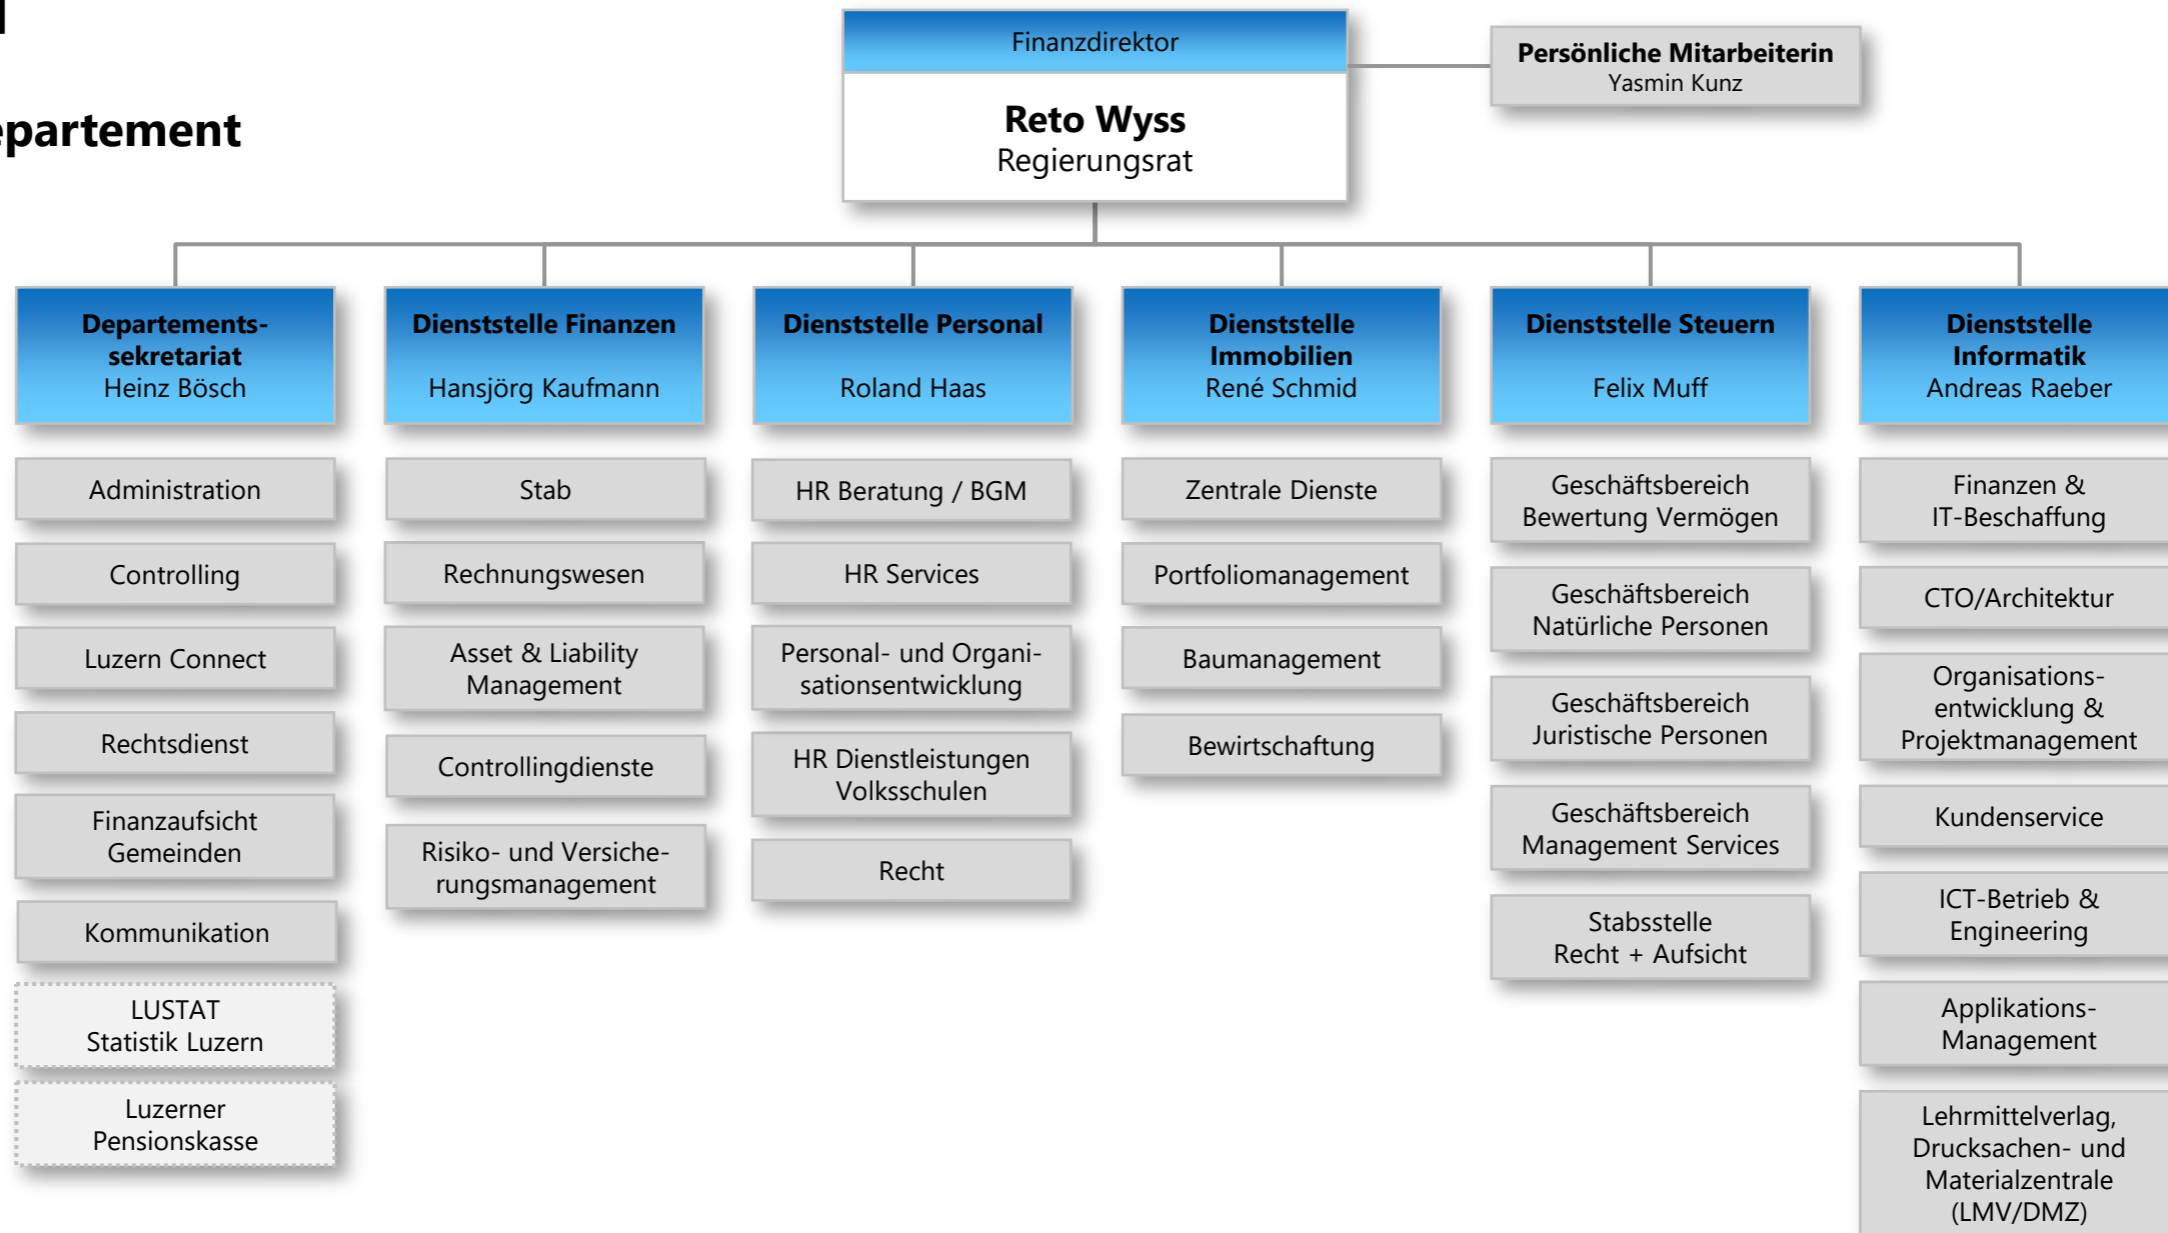 epartement
Finanzdirektor
Reto Wyss
Regierungsrat
Persönliche Mitarbeiterin
Yasmin Kunz
Departements-
sekretariat
Heinz Bösch
Administration
Controlling
Luzern Connect
Rechtsdienst
Finanzaufsicht
Gemeinden
Kommunikation
LUSTAT
Statistik Luzern
Luzerner
Pensionskasse
Dienststelle Finanzen
Hansjörg Kaufmann
Stab
Rechnungswesen
Asset & Liability
Management
Controllingdienste
Risiko- und Versiche-
rungsmanagement
Dienststelle Personal
Roland Haas
HR Beratung / BGM
HR Services
Personal- und Organi-
sationsentwicklung
HR Dienstleistungen
Volksschulen
Recht
Dienststelle
Immobilien
René Schmid
Zentrale Dienste
Portfoliomanagement
Baumanagement
Bewirtschaftung
Dienststelle Steuern
Felix Muff
Geschäftsbereich
Bewertung Vermögen
Geschäftsbereich
Natürliche Personen
Geschäftsbereich
Juristische Personen
Geschäftsbereich
Management Services
Stabsstelle
Recht + Aufsicht
Dienststelle
Informatik
Andreas Raeber
Finanzen &
IT-Beschaffung
CTO/Architektur
Organisations-
entwicklung &
Projektmanagement
Kundenservice
ICT-Betrieb &
Engineering
Applikations-
Management
Lehrmittelverlag,
Drucksachen- und
Materialzentrale
(LMV/DMZ)